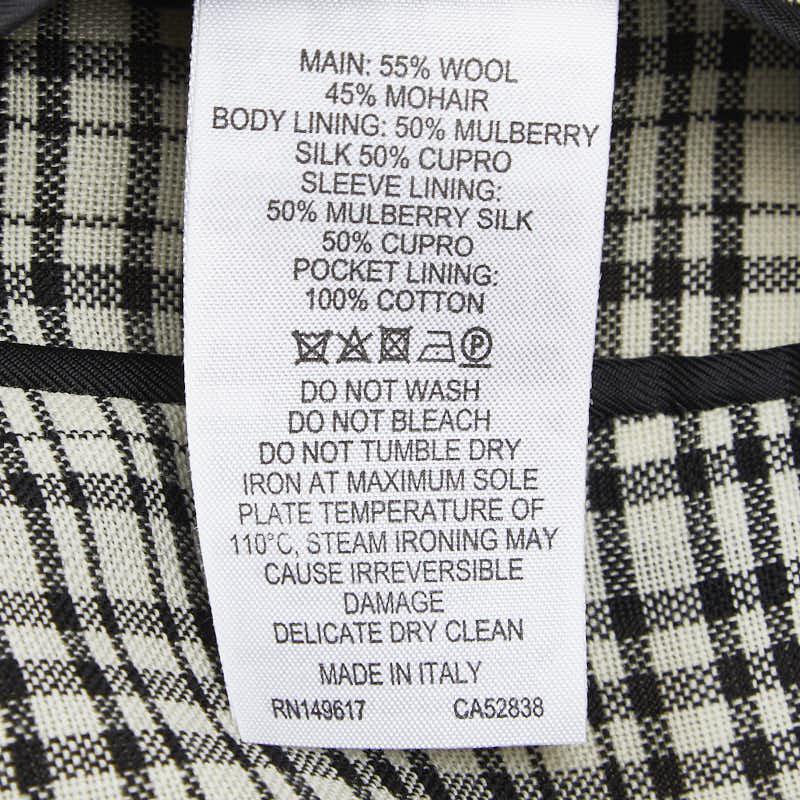 MAIN: 55% WOOL
45% MOHAIR
BODY LINING: 50% MULBERRY
SILK 50% CUPRO
SLEEVE LINING:
50% MULBERRY SILK
50% CUPRO
POCKET LINING:
100% COTTON
P
DO NOT WASH
DO NOT BLEACH
DO NOT TUMBLE DRY
IRON AT MAXIMUM SOLE
PLATE TEMPERATURE OF
110°C, STEAM IRONING MAY
CAUSE IRREVERSIBLE
DAMAGE
DELICATE DRY CLEAN
MADE IN ITALY
RN149617 CA52838